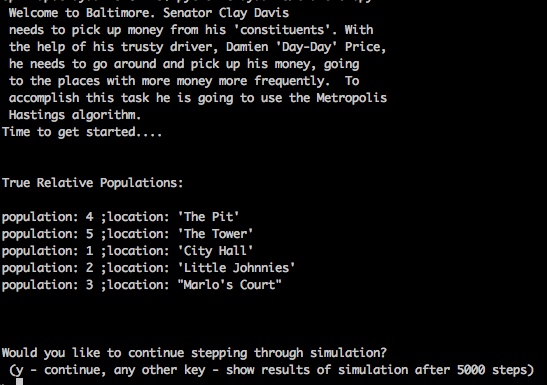 Welcome to Baltimore. Senator Clay Davis
needs to pick up money from his 'constituents'. With
the help of his trusty driver, Damien 'Day-Day' Price,
he needs to go around and pick up his money, going
to the places with more money more frequently.  To
accomplish this task he is going to use the Metropolis
Hastings algorithm.
Time to get started....
True Relative Populations:
population: 4 ;location: 'The Pit'
population: 5 ;location: 'The Tower'
population: 1 ;location: 'City Hall'
population: 2 ;location: 'Little Johnnies'
population: 3 ;location: "Marlo's Court"
Would you like to continue stepping through simulation?
(y - continue, any other key - show results of simulation after 5000 steps)